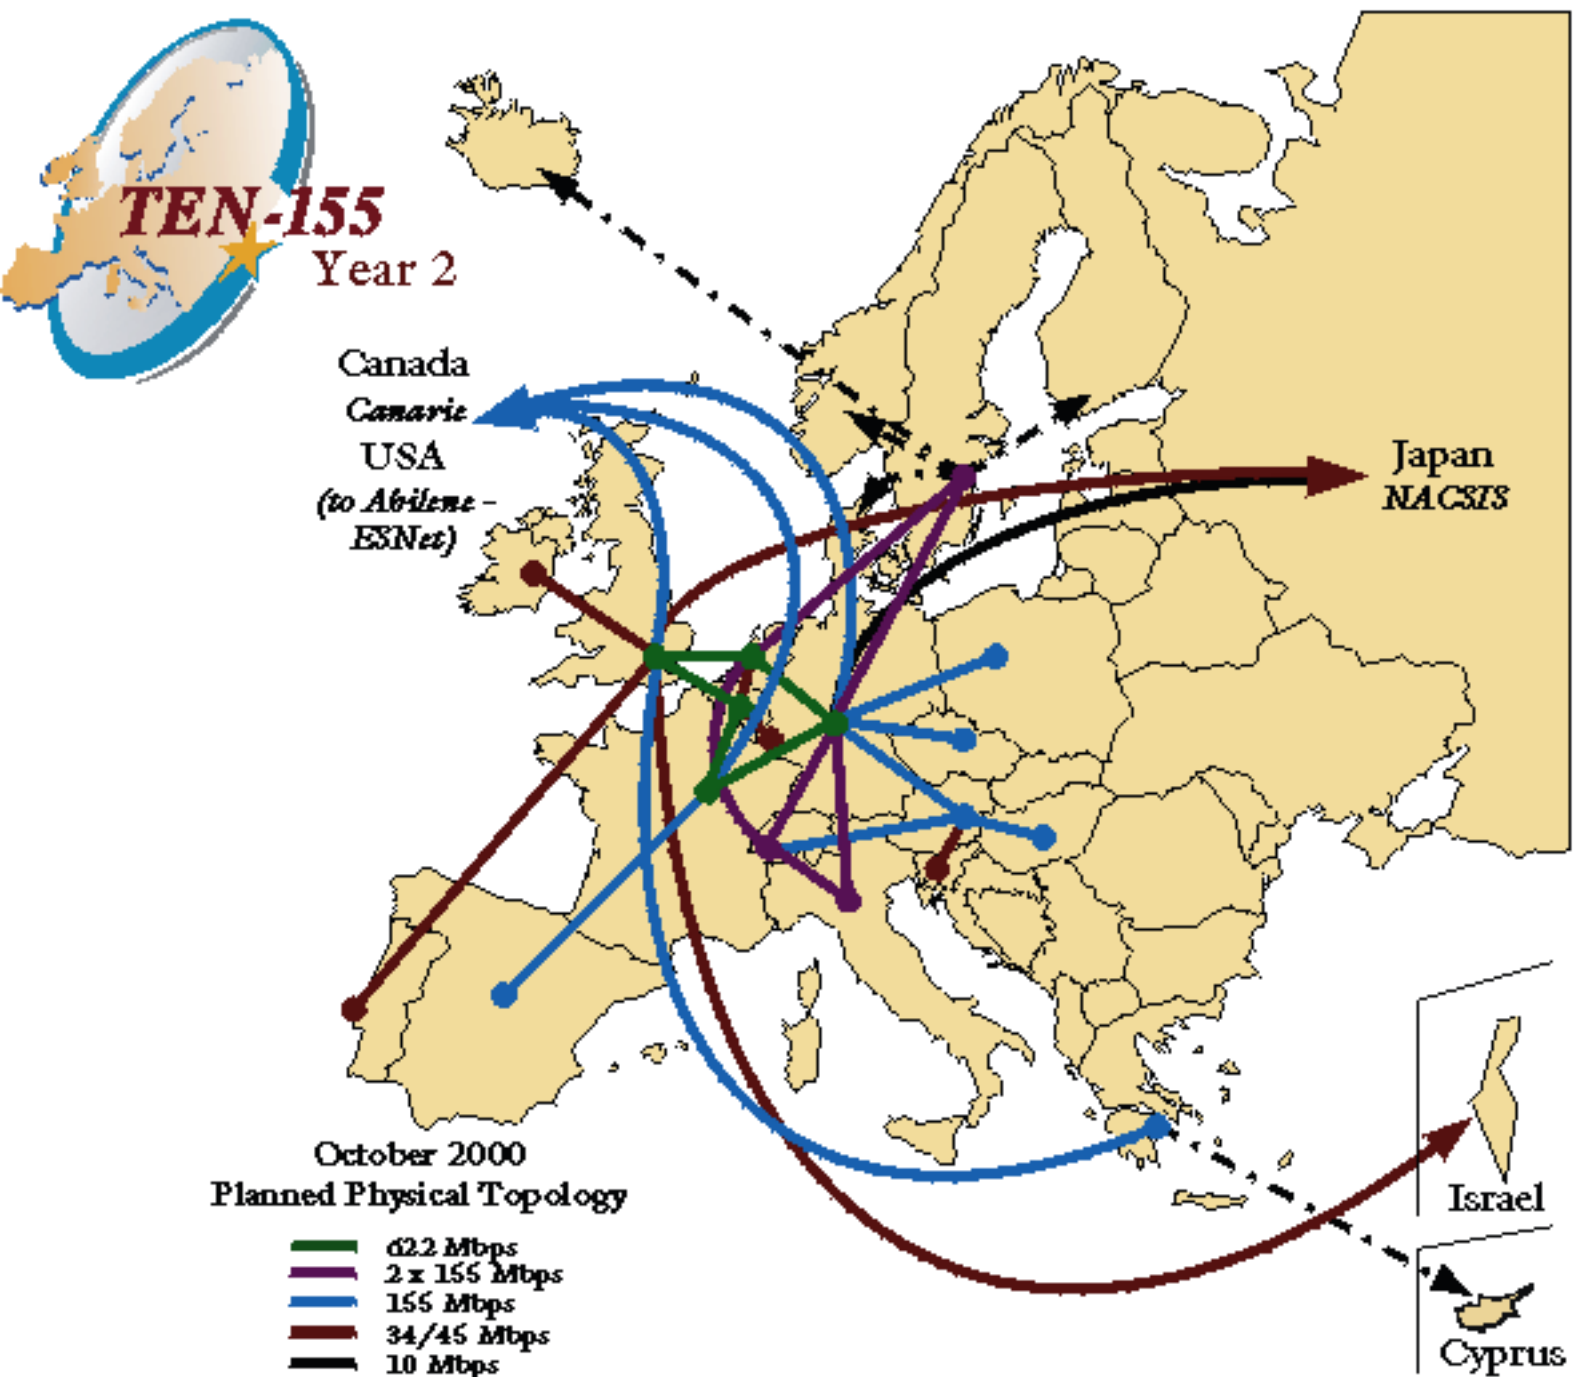 TEN-155
Year 2
Canada
Canarie
USA
(to Abilene -
ESNet)
Japan
NACSIS
October 2000
Planned Physical Topology
622 Mbps
2 x 155 Mbps
155 Mbps
34/45 Mbps
10 Mbps
Israel
Cyprus